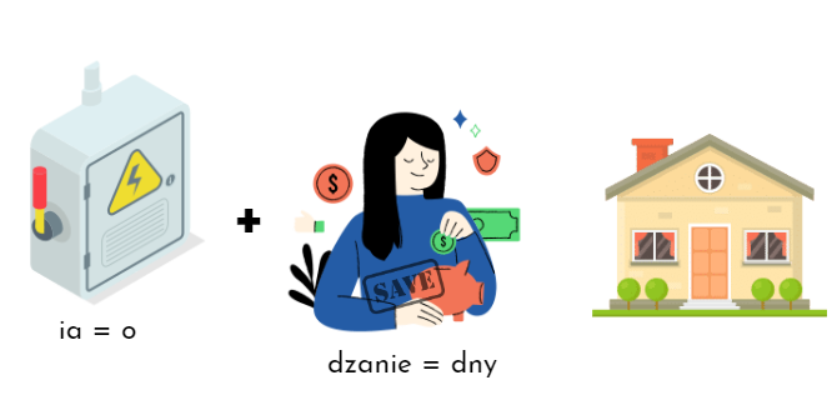 $
$
SAVE
ia = o
dzanie = dny